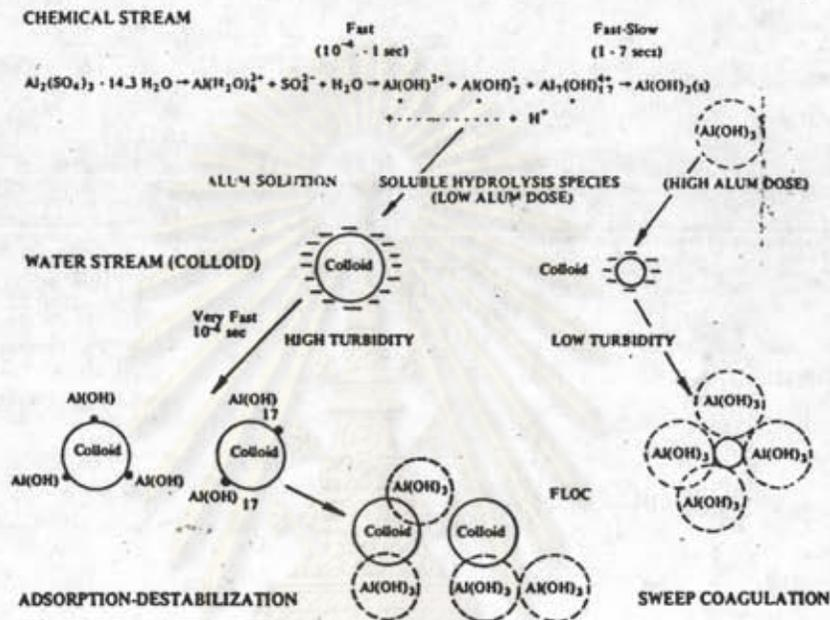 CHEMICAL STREAM
Fast
(10⁻⁴ - 1 sec)
Fast-Slow
(1 - 7 secs)
Al₂(SO₄)₃ · 14.3 H₂O → Al(H₂O)₆³⁺ + SO₄²⁻ + H₂O → Al(OH)²⁺ + Al(OH)₂⁺ + Al₇(OH)₁₇⁴⁺ → Al(OH)₃(s)
+ ............ + H⁺
Al(OH)₃
ALUM SOLUTION
SOLUBLE HYDROLYSIS SPECIES
(LOW ALUM DOSE)
(HIGH ALUM DOSE)
WATER STREAM (COLLOID)
Colloid
Colloid
Very Fast
10⁻⁴ sec
HIGH TURBIDITY
LOW TURBIDITY
Al(OH)
Colloid
Al(OH)
Al(OH)
Al(OH)
17
Colloid
Al(OH)
17
Al(OH)₃
Colloid
Al(OH)₃
FLOC
Colloid
Al(OH)₃
Al(OH)₃
Al(OH)₃
Al(OH)₃
Al(OH)₃
Al(OH)₃
ADSORPTION-DESTABILIZATION
SWEEP COAGULATION